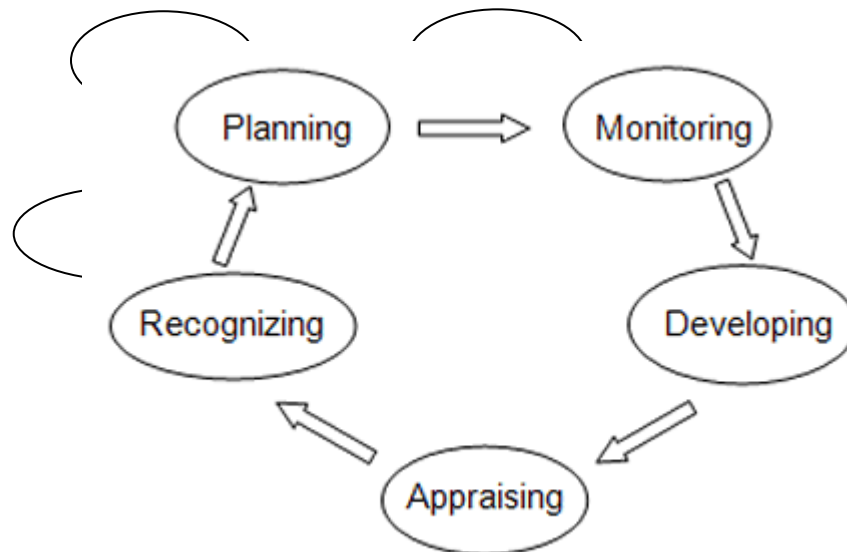 Planning
Monitoring
Recognizing
Developing
Appraising